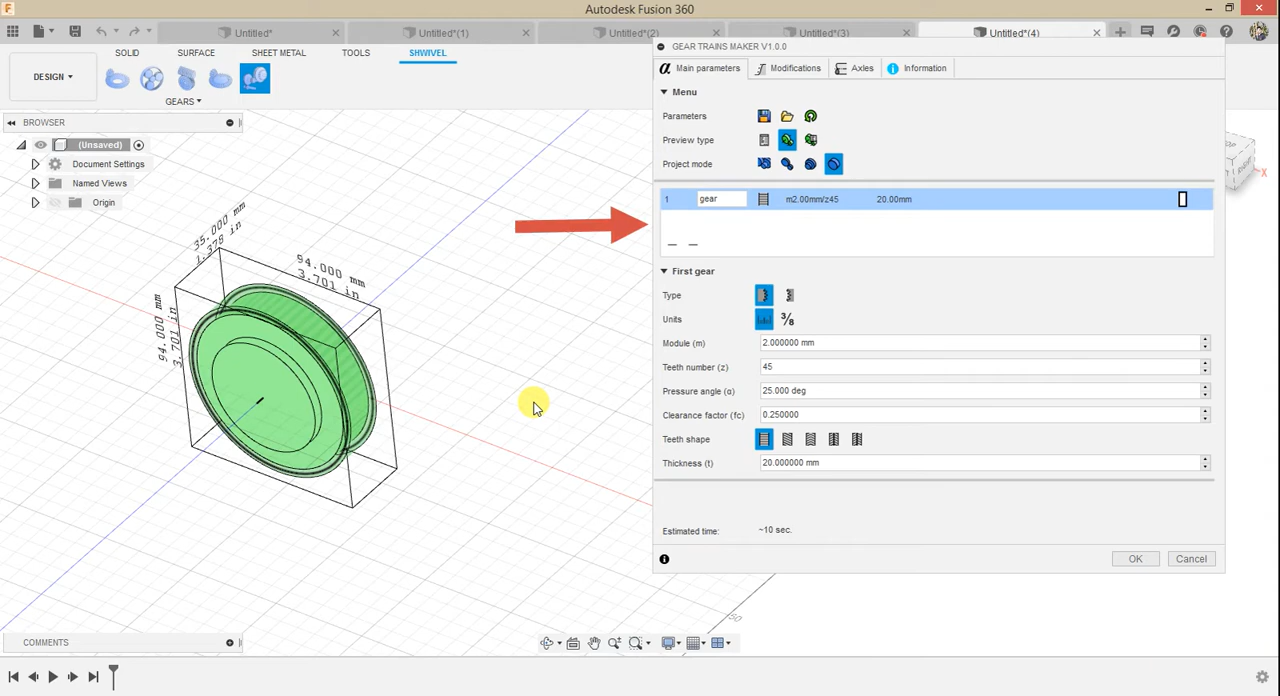 Autodesk Fusion 360
Untitled*
Untitled*(1)
Untitled*(2)
Untitled*(3)
Untitled*(4)
SOLID
SURFACE
SHEET METAL
TOOLS
SHWIVEL
DESIGN
GEARS
BROWSER
(Unsaved)
Document Settings
Named Views
Origin
35.000 mm
1.378 in
94.000 mm
3.701 in
94.000 mm
3.701 in
50
GEAR TRAINS MAKER V1.0.0
Main parameters
Modifications
Axles
Information
Menu
Parameters
Preview type
Project mode
1 gear m2.00mm/z45 20.00mm
First gear
Type
Units 3/8
Module (m) 2.000000 mm
Teeth number (z) 45
Pressure angle (α) 25.000 deg
Clearance factor (fc) 0.250000
Teeth shape
Thickness (t) 20.000000 mm
Estimated time: ~10 sec.
OK Cancel
COMMENTS